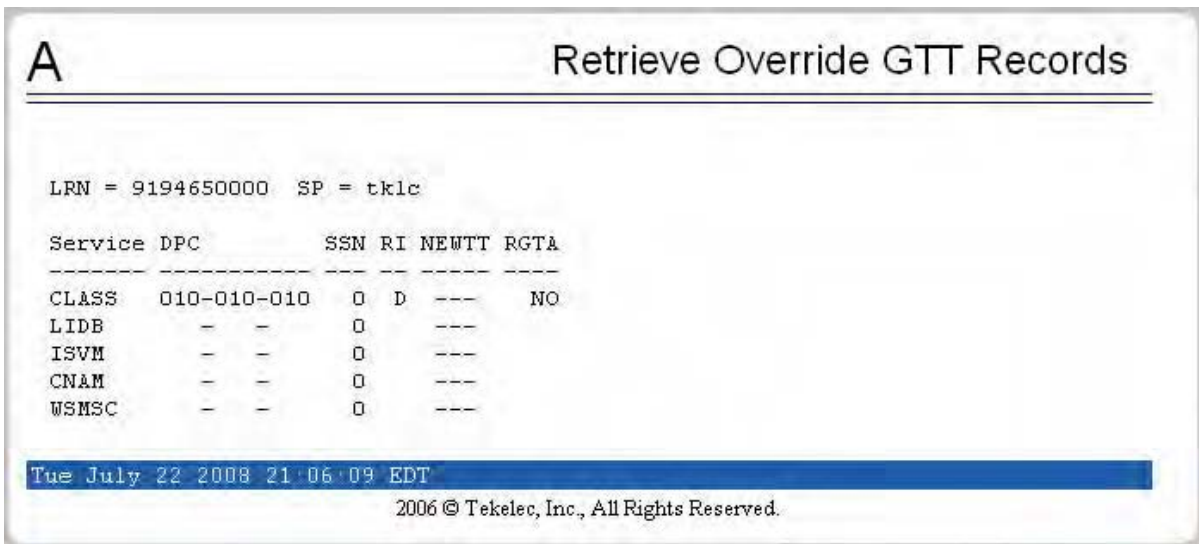 A
Retrieve Override GTT Records
LRN = 9194650000 SP = tklc
Service DPC SSN RI NEWTT RGTA
------- ----------- --- -- ----- ----
CLASS 010-010-010 0 D --- NO
LIDB - - 0 ---
ISVM - - 0 ---
CNAM - - 0 ---
WSMSC - - 0 ---
Tue July 22 2008 21:06:09 EDT
2006 © Tekelec, Inc., All Rights Reserved.